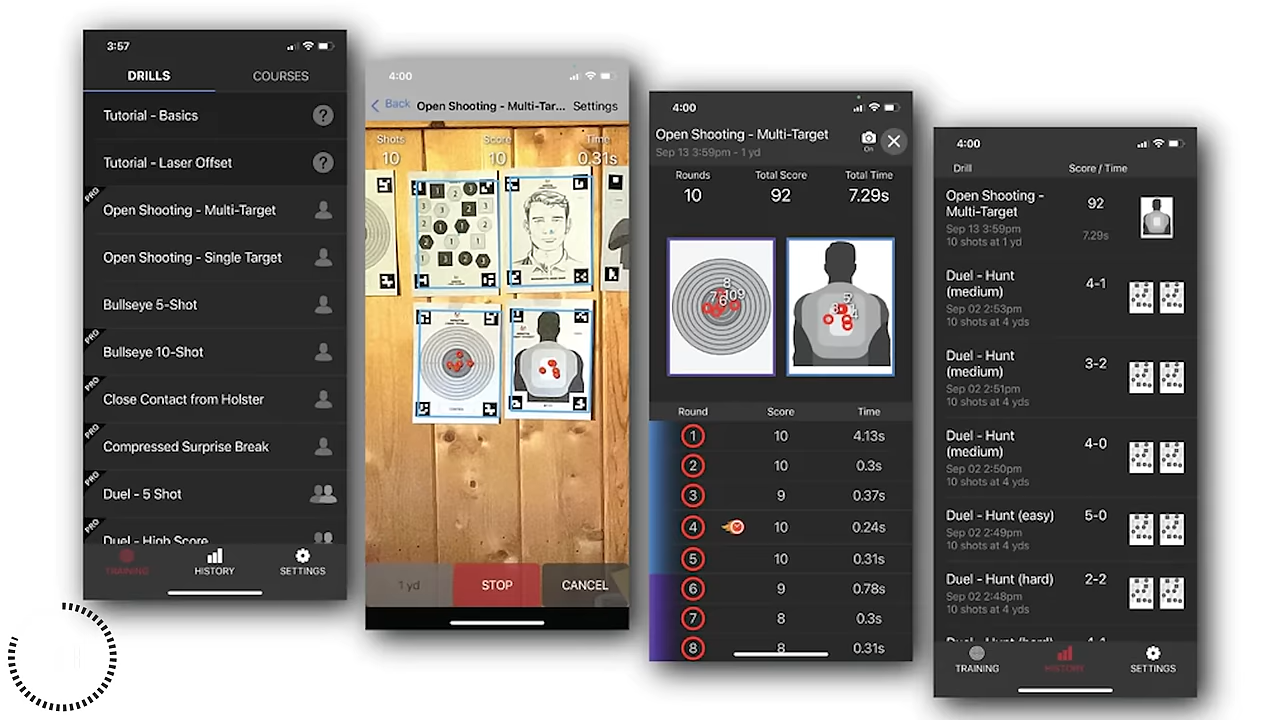 3:57
DRILLS
COURSES
Tutorial - Basics
?
Tutorial - Laser Offset
?
PRO
Open Shooting - Multi-Target
Open Shooting - Single Target
Bullseye 5-Shot
PRO
Bullseye 10-Shot
PRO
Close Contact from Holster
PRO
Compressed Surprise Break
PRO
Duel - 5 Shot
PRO
Duel - High Score
TRAINING
HISTORY
SETTINGS
4:00
Back
Open Shooting - Multi-Tar...
Settings
Shots
Score
Time
10
10
0.31s
1 yd
STOP
CANCEL
4:00
Open Shooting - Multi-Target
Sep 13 3:59pm - 1 yd
On
Rounds
Total Score
Total Time
10
92
7.29s
Round
Score
Time
1
10
4.13s
2
10
0.3s
3
9
0.37s
4
10
0.24s
5
10
0.31s
6
9
0.78s
7
8
0.3s
8
8
0.31s
4:00
Drill
Score / Time
Open Shooting -
Multi-Target
92
Sep 13 3:59pm
7.29s
10 shots at 1 yd
Duel - Hunt
(medium)
4-1
Sep 02 2:53pm
10 shots at 4 yds
Duel - Hunt
(medium)
3-2
Sep 02 2:51pm
10 shots at 4 yds
Duel - Hunt
(medium)
4-0
Sep 02 2:50pm
10 shots at 4 yds
Duel - Hunt (easy)
5-0
Sep 02 2:49pm
10 shots at 4 yds
Duel - Hunt (hard)
2-2
Sep 02 2:48pm
10 shots at 4 yds
Duel - Hunt (hard)
4-1
TRAINING
HISTORY
SETTINGS